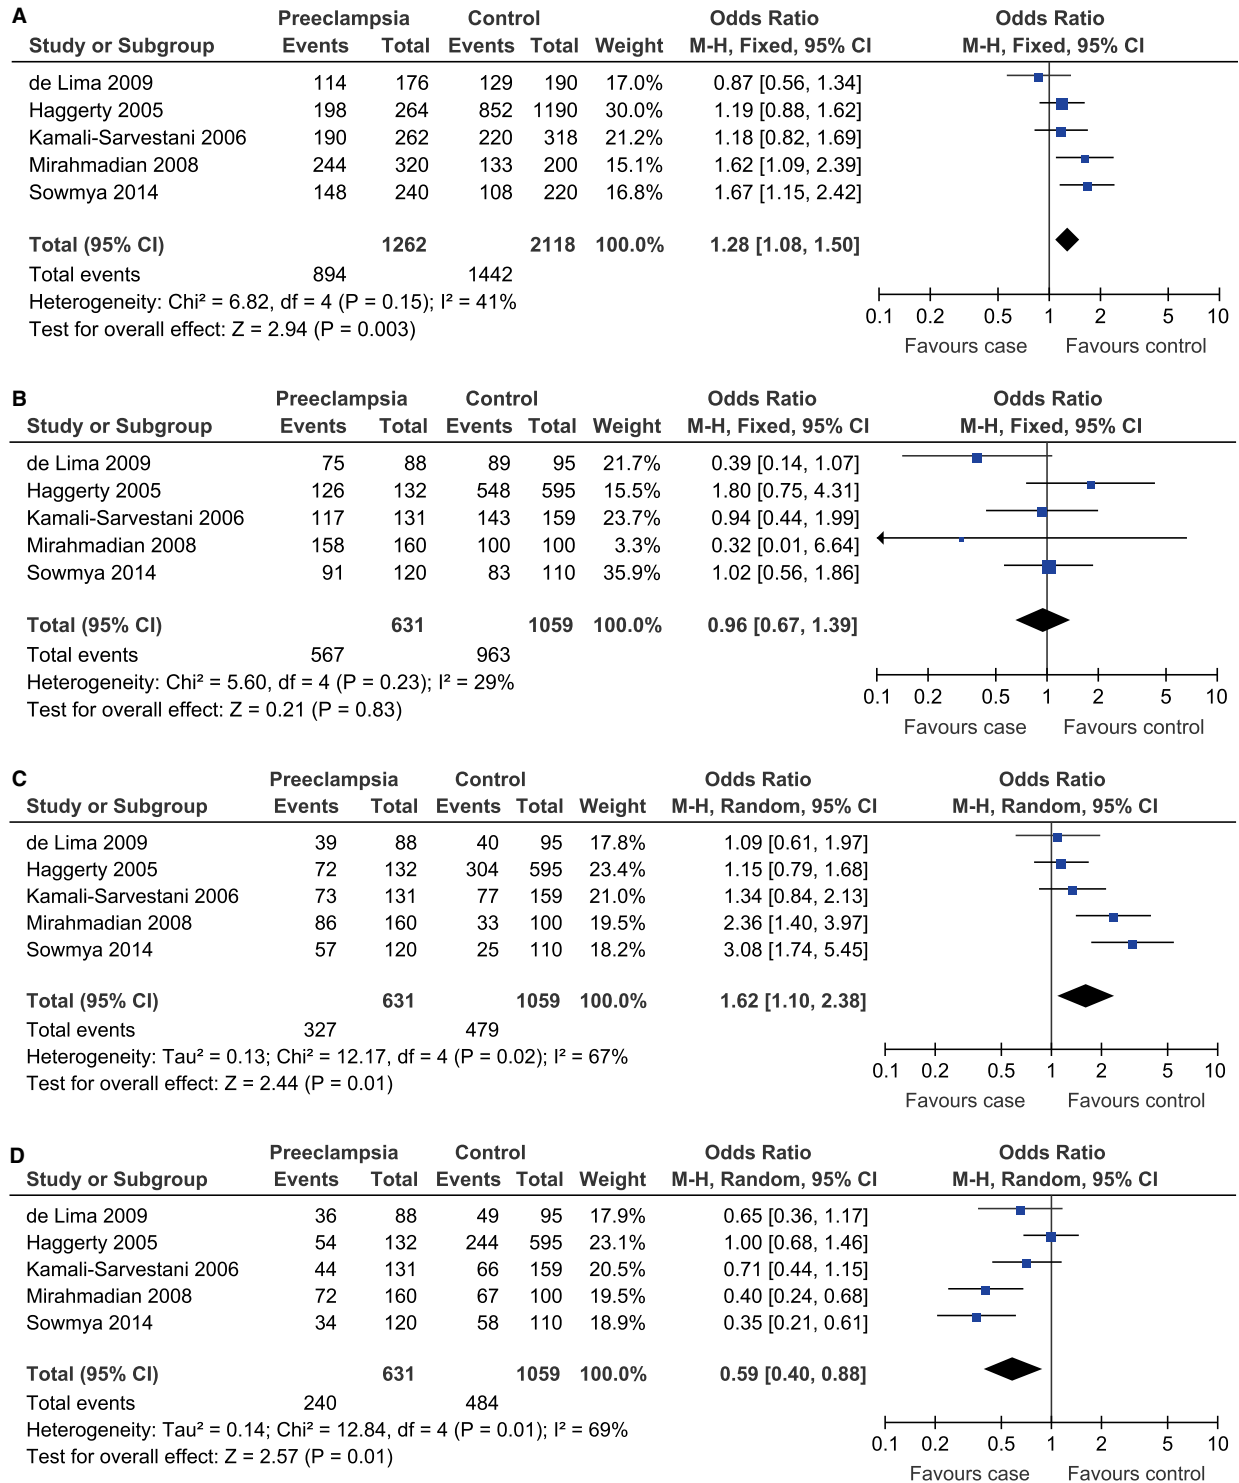 A
Preeclampsia Control Odds Ratio Odds Ratio
Study or Subgroup Events Total Events Total Weight M-H, Fixed, 95% CI M-H, Fixed, 95% CI
de Lima 2009 114 176 129 190 17.0% 0.87 [0.56, 1.34]
Haggerty 2005 198 264 852 1190 30.0% 1.19 [0.88, 1.62]
Kamali-Sarvestani 2006 190 262 220 318 21.2% 1.18 [0.82, 1.69]
Mirahmadian 2008 244 320 133 200 15.1% 1.62 [1.09, 2.39]
Sowmya 2014 148 240 108 220 16.8% 1.67 [1.15, 2.42]
Total (95% CI) 1262 2118 100.0% 1.28 [1.08, 1.50]
Total events 894 1442
Heterogeneity: Chi² = 6.82, df = 4 (P = 0.15); I² = 41%
Test for overall effect: Z = 2.94 (P = 0.003)
0.1 0.2 0.5 1 2 5 10
Favours case Favours control
B
Preeclampsia Control Odds Ratio Odds Ratio
Study or Subgroup Events Total Events Total Weight M-H, Fixed, 95% CI M-H, Fixed, 95% CI
de Lima 2009 75 88 89 95 21.7% 0.39 [0.14, 1.07]
Haggerty 2005 126 132 548 595 15.5% 1.80 [0.75, 4.31]
Kamali-Sarvestani 2006 117 131 143 159 23.7% 0.94 [0.44, 1.99]
Mirahmadian 2008 158 160 100 100 3.3% 0.32 [0.01, 6.64]
Sowmya 2014 91 120 83 110 35.9% 1.02 [0.56, 1.86]
Total (95% CI) 631 1059 100.0% 0.96 [0.67, 1.39]
Total events 567 963
Heterogeneity: Chi² = 5.60, df = 4 (P = 0.23); I² = 29%
Test for overall effect: Z = 0.21 (P = 0.83)
0.1 0.2 0.5 1 2 5 10
Favours case Favours control
C
Preeclampsia Control Odds Ratio Odds Ratio
Study or Subgroup Events Total Events Total Weight M-H, Random, 95% CI M-H, Random, 95% CI
de Lima 2009 39 88 40 95 17.8% 1.09 [0.61, 1.97]
Haggerty 2005 72 132 304 595 23.4% 1.15 [0.79, 1.68]
Kamali-Sarvestani 2006 73 131 77 159 21.0% 1.34 [0.84, 2.13]
Mirahmadian 2008 86 160 33 100 19.5% 2.36 [1.40, 3.97]
Sowmya 2014 57 120 25 110 18.2% 3.08 [1.74, 5.45]
Total (95% CI) 631 1059 100.0% 1.62 [1.10, 2.38]
Total events 327 479
Heterogeneity: Tau² = 0.13; Chi² = 12.17, df = 4 (P = 0.02); I² = 67%
Test for overall effect: Z = 2.44 (P = 0.01)
0.1 0.2 0.5 1 2 5 10
Favours case Favours control
D
Preeclampsia Control Odds Ratio Odds Ratio
Study or Subgroup Events Total Events Total Weight M-H, Random, 95% CI M-H, Random, 95% CI
de Lima 2009 36 88 49 95 17.9% 0.65 [0.36, 1.17]
Haggerty 2005 54 132 244 595 23.1% 1.00 [0.68, 1.46]
Kamali-Sarvestani 2006 44 131 66 159 20.5% 0.71 [0.44, 1.15]
Mirahmadian 2008 72 160 67 100 19.5% 0.40 [0.24, 0.68]
Sowmya 2014 34 120 58 110 18.9% 0.35 [0.21, 0.61]
Total (95% CI) 631 1059 100.0% 0.59 [0.40, 0.88]
Total events 240 484
Heterogeneity: Tau² = 0.14; Chi² = 12.84, df = 4 (P = 0.01); I² = 69%
Test for overall effect: Z = 2.57 (P = 0.01)
0.1 0.2 0.5 1 2 5 10
Favours case Favours control